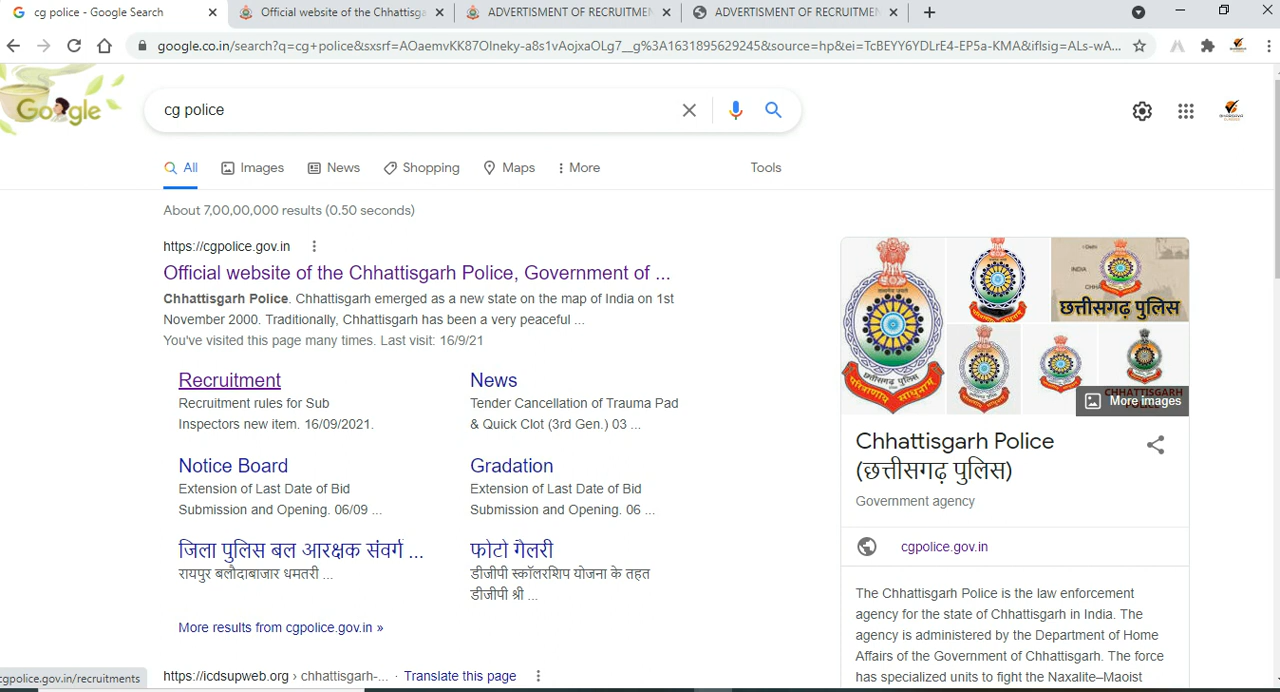 cg police - Google Search
Official website of the Chhattisga
ADVERTISMENT OF RECRUITMEN
ADVERTISMENT OF RECRUITMEN
google.co.in/search?q=cg+police&sxsrf=AOaemvKK87OIneky-a8s1vAojxaOLg7__g%3A1631895629245&source=hp&ei=TcBEYY6YDLrE4-EP5a-KMA&iflsig=ALs-wA...
Google
cg police
All
Images
News
Shopping
Maps
More
Tools
About 7,00,00,000 results (0.50 seconds)
https://cgpolice.gov.in
Official website of the Chhattisgarh Police, Government of ...
Chhattisgarh Police. Chhattisgarh emerged as a new state on the map of India on 1st
November 2000. Traditionally, Chhattisgarh has been a very peaceful ...
You've visited this page many times. Last visit: 16/9/21
Recruitment
Recruitment rules for Sub
Inspectors new item. 16/09/2021.
News
Tender Cancellation of Trauma Pad
& Quick Clot (3rd Gen.) 03 ...
Notice Board
Extension of Last Date of Bid
Submission and Opening. 06/09 ...
Gradation
Extension of Last Date of Bid
Submission and Opening. 06 ...
जिला पुलिस बल आरक्षक संवर्ग ...
रायपुर बलौदाबाजार धमतरी ...
फोटो गैलरी
डीजीपी स्कॉलरशिप योजना के तहत
डीजीपी श्री ...
More results from cgpolice.gov.in »
https://icdsupweb.org › chhattisgarh-... · Translate this page
cgpolice.gov.in/recruitments
छत्तीसगढ़ पुलिस
परित्राणाय साधुनाम्
INDIA
छत्तीसगढ़ पुलिस
CHHATTISGARH
More images
Chhattisgarh Police
(छत्तीसगढ़ पुलिस)
Government agency
cgpolice.gov.in
The Chhattisgarh Police is the law enforcement
agency for the state of Chhattisgarh in India. The
agency is administered by the Department of Home
Affairs of the Government of Chhattisgarh. The force
has specialized units to fight the Naxalite–Maoist